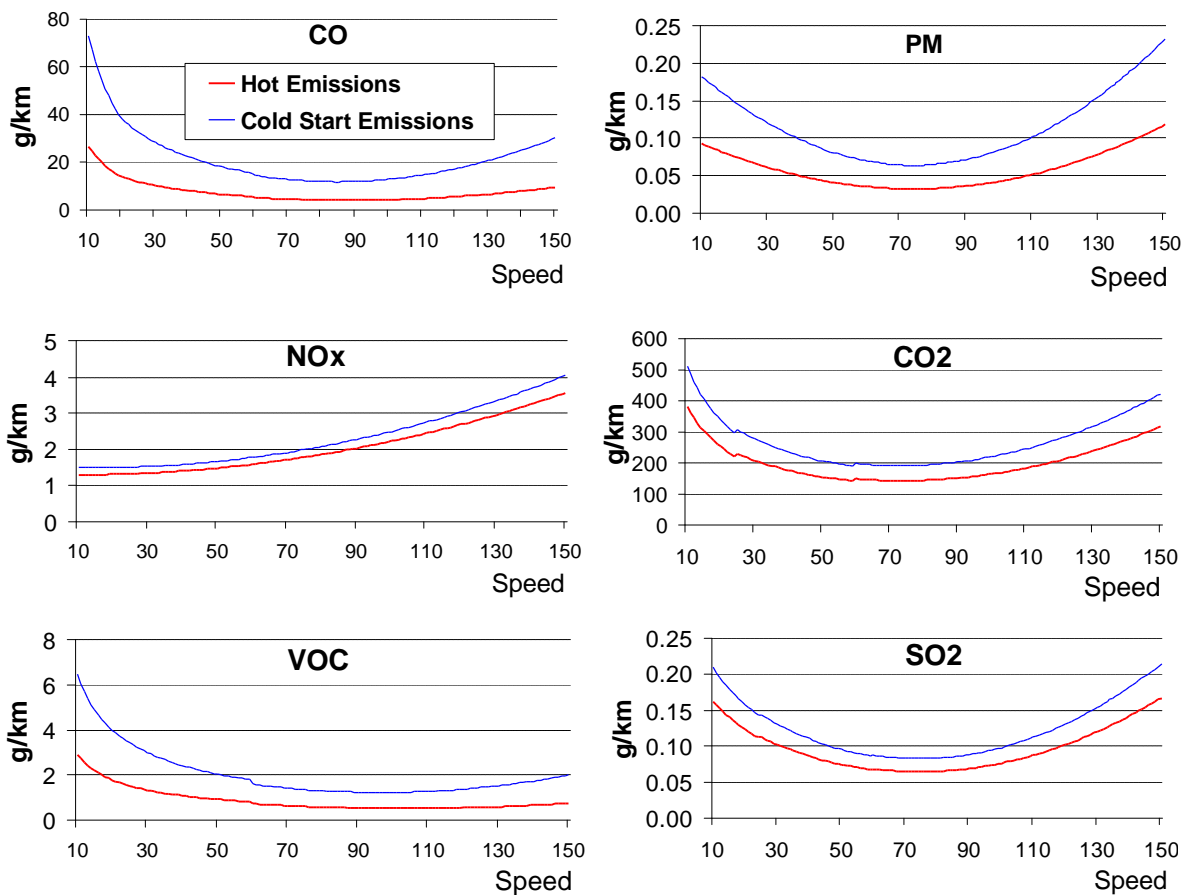 CO
80
60
40
20
0
g/km
Hot Emissions
Cold Start Emissions
10 30 50 70 90 110 130 150
Speed
PM
0.25
0.20
0.15
0.10
0.05
0.00
g/km
10 30 50 70 90 110 130 150
Speed
NOx
5
4
3
2
1
0
g/km
10 30 50 70 90 110 130 150
Speed
CO2
600
500
400
300
200
100
0
g/km
10 30 50 70 90 110 130 150
Speed
VOC
8
6
4
2
0
g/km
10 30 50 70 90 110 130 150
Speed
SO2
0.25
0.20
0.15
0.10
0.05
0.00
g/km
10 30 50 70 90 110 130 150
Speed